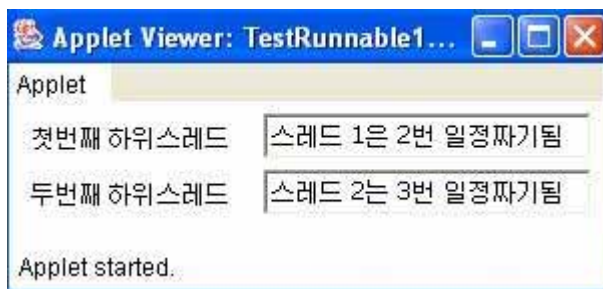 Applet Viewer: TestRunnable1...
Applet
첫번째 하위스레드 스레드 1은 2번 일정짜기됨
두번째 하위스레드 스레드 2는 3번 일정짜기됨
Applet started.